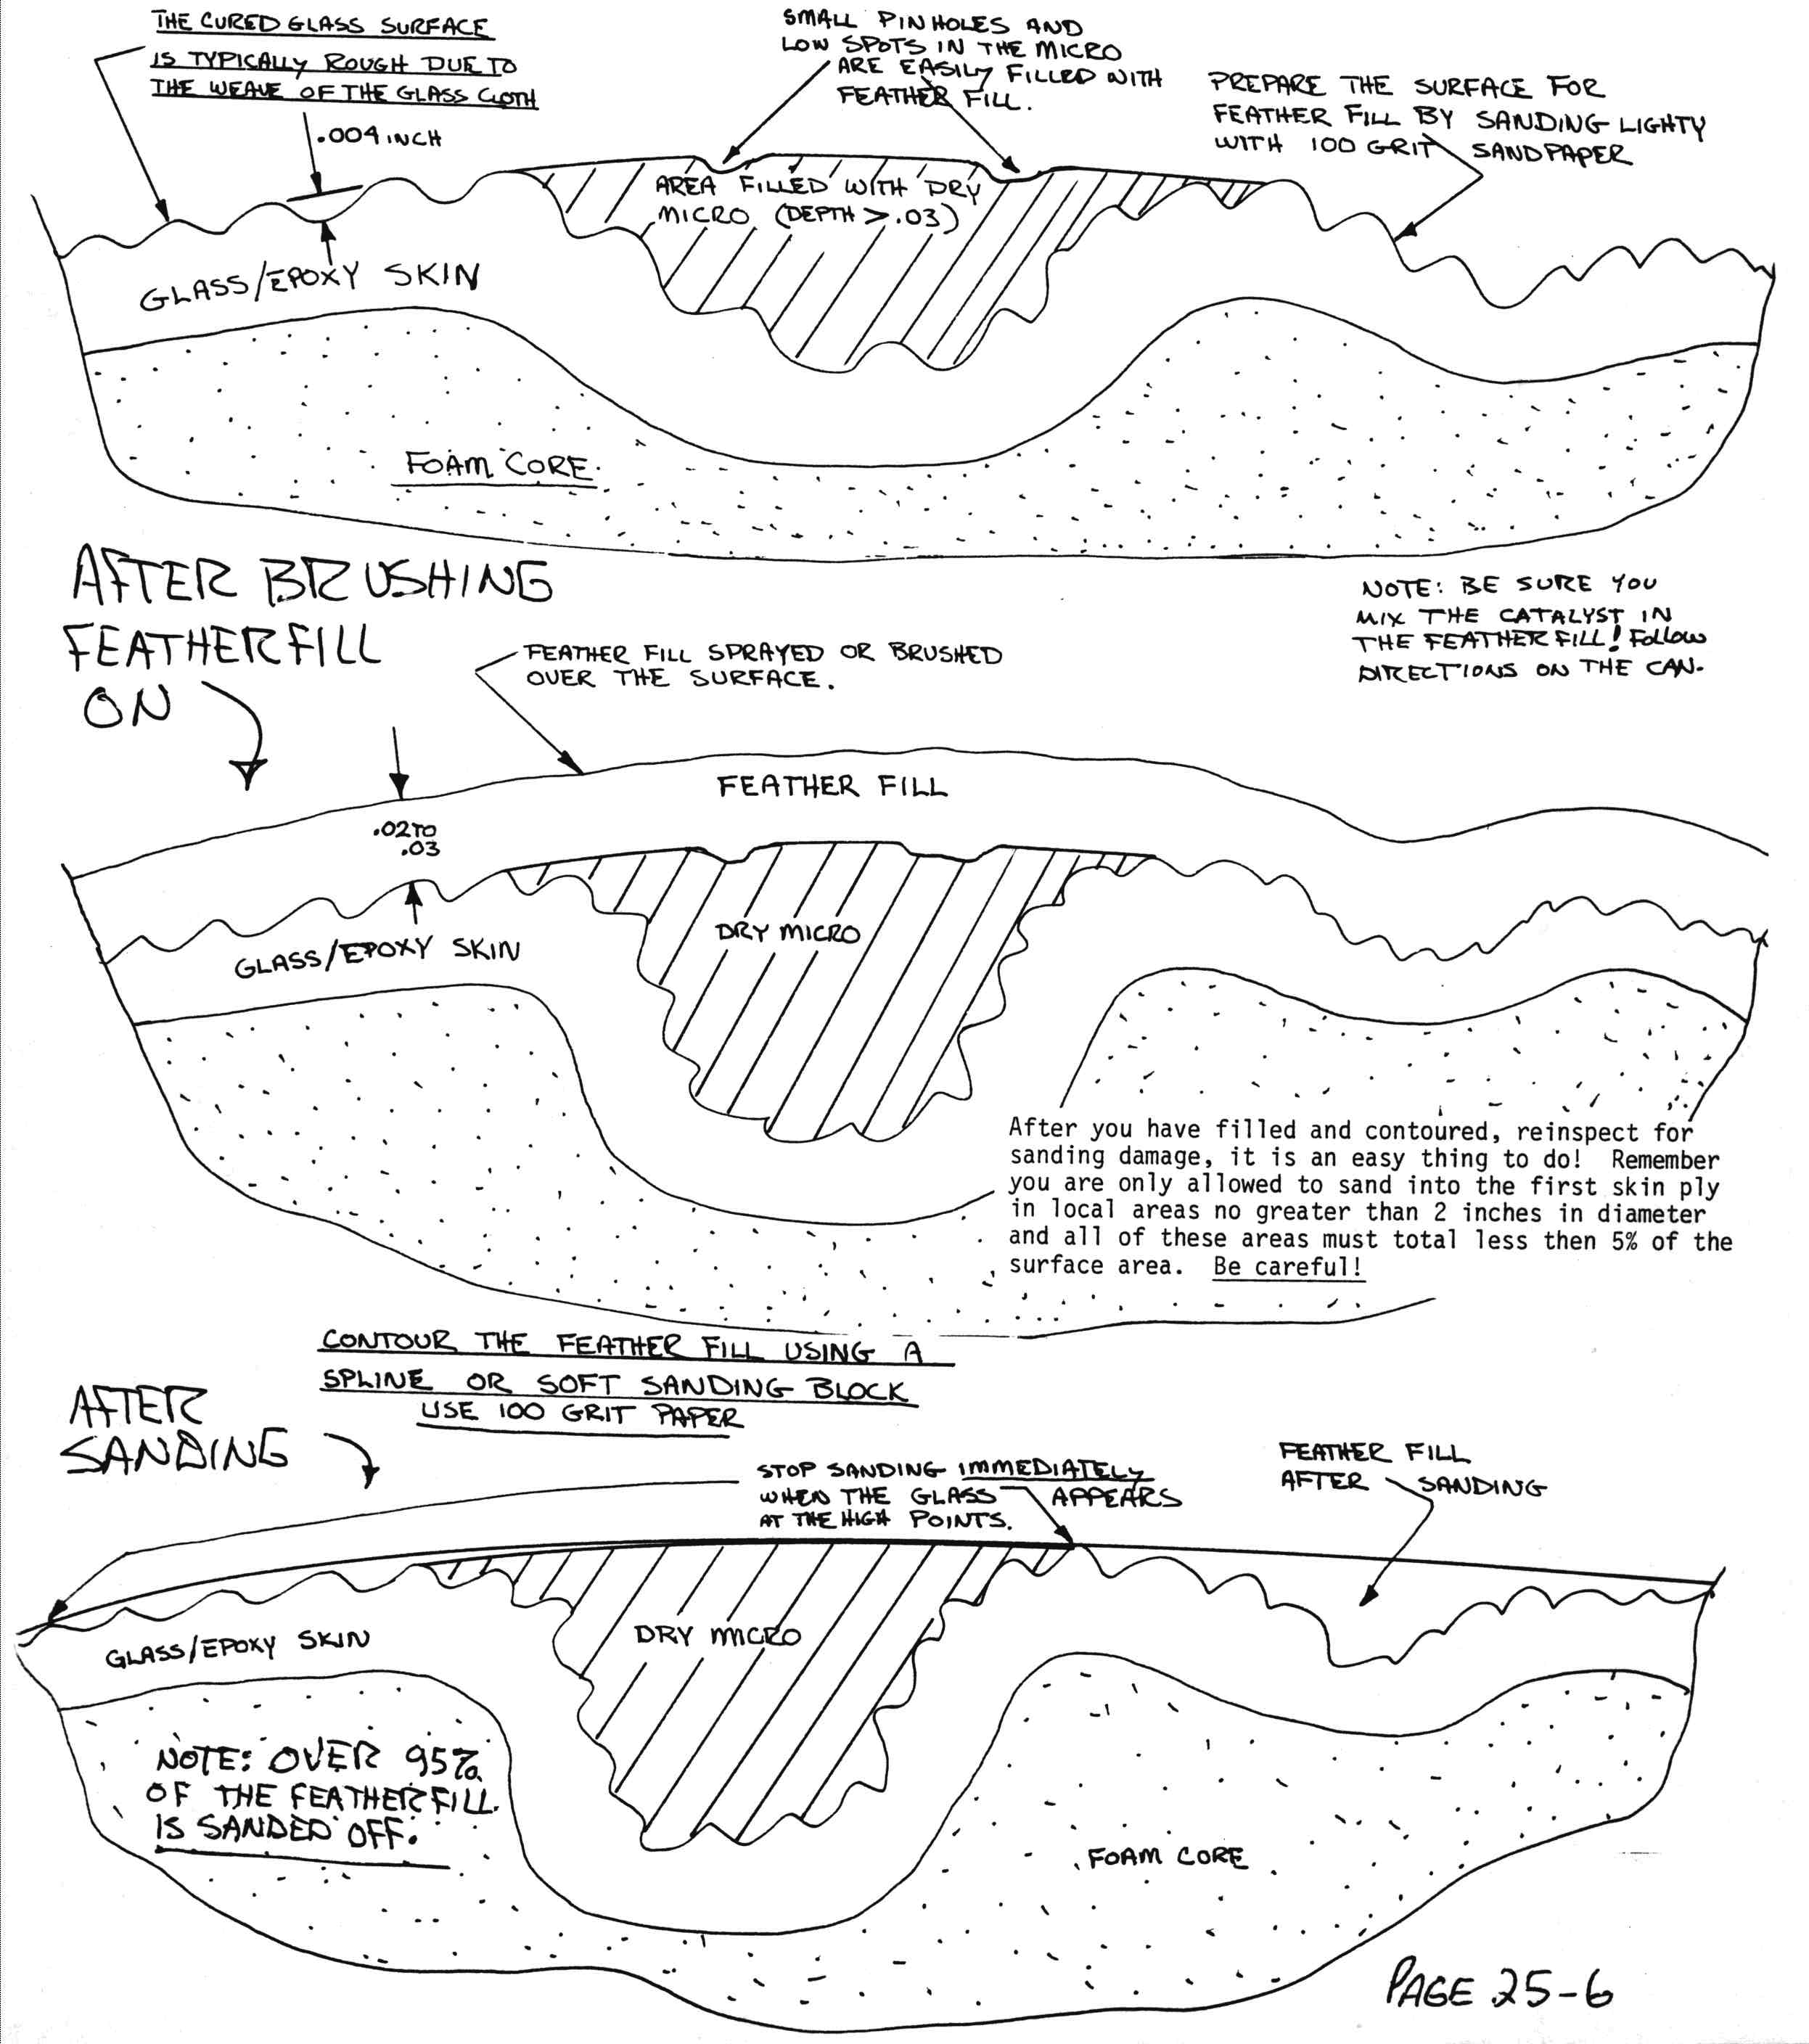 THE CURED GLASS SURFACE
IS TYPICALLY ROUGH DUE TO
THE WEAVE OF THE GLASS CLOTH
.004 INCH
SMALL PINHOLES AND
LOW SPOTS IN THE MICRO
ARE EASILY FILLED WITH
FEATHER FILL.
PREPARE THE SURFACE FOR
FEATHER FILL BY SANDING LIGHTY
WITH 100 GRIT SANDPAPER
AREA FILLED WITH DRY
MICRO (DEPTH > .03)
GLASS/EPOXY SKIN
FOAM CORE
AFTER BRUSHING
FEATHERFILL
ON
FEATHER FILL SPRAYED OR BRUSHED
OVER THE SURFACE.
NOTE: BE SURE YOU
MIX THE CATALYST IN
THE FEATHER FILL! FOLLOW
DIRECTIONS ON THE CAN.
FEATHER FILL
.02 TO
.03
DRY MICRO
GLASS/EPOXY SKIN
After you have filled and contoured, reinspect for
sanding damage, it is an easy thing to do! Remember
you are only allowed to sand into the first skin ply
in local areas no greater than 2 inches in diameter
and all of these areas must total less then 5% of the
surface area. Be careful!
CONTOUR THE FEATHER FILL USING A
SPLINE OR SOFT SANDING BLOCK
USE 100 GRIT PAPER
AFTER
SANDING
STOP SANDING IMMEDIATELY
WHEN THE GLASS APPEARS
AT THE HIGH POINTS.
FEATHER FILL
AFTER SANDING
GLASS/EPOXY SKIN
DRY MICRO
NOTE: OVER 95%
OF THE FEATHERFILL
IS SANDED OFF.
FOAM CORE
PAGE 25-6